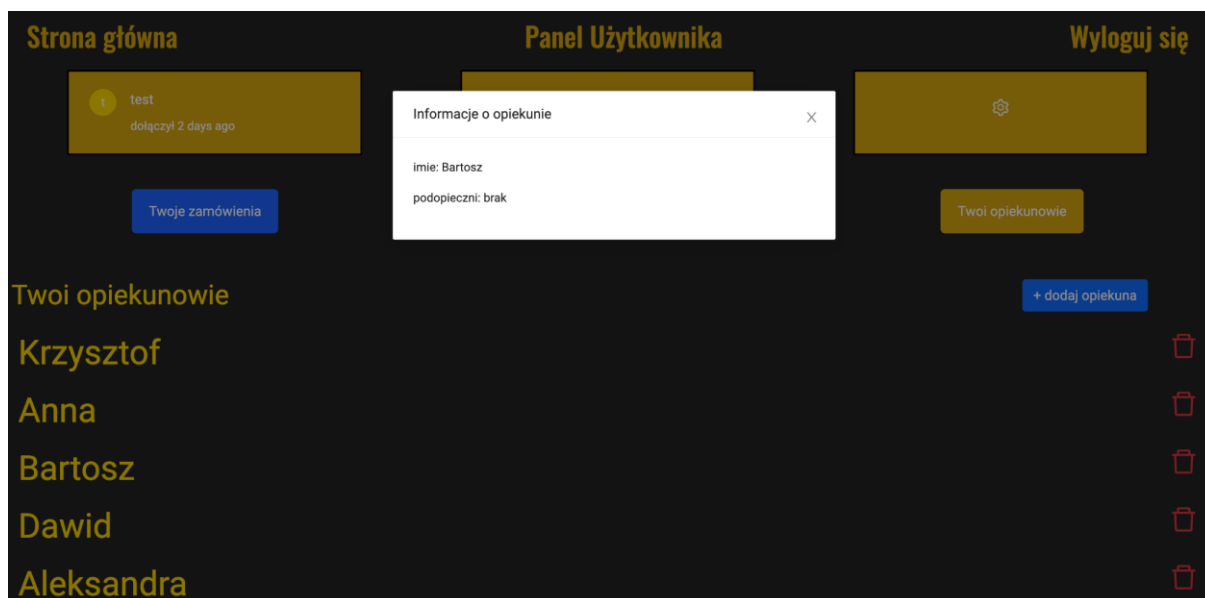 Strona główna
Panel Użytkownika
Wyloguj się
t
test
dołączył 2 days ago
Informacje o opiekunie
imie: Bartosz
podopieczni: brak
Twoje zamówienia
Twoi opiekunowie
Twoi opiekunowie
+ dodaj opiekuna
Krzysztof
Anna
Bartosz
Dawid
Aleksandra